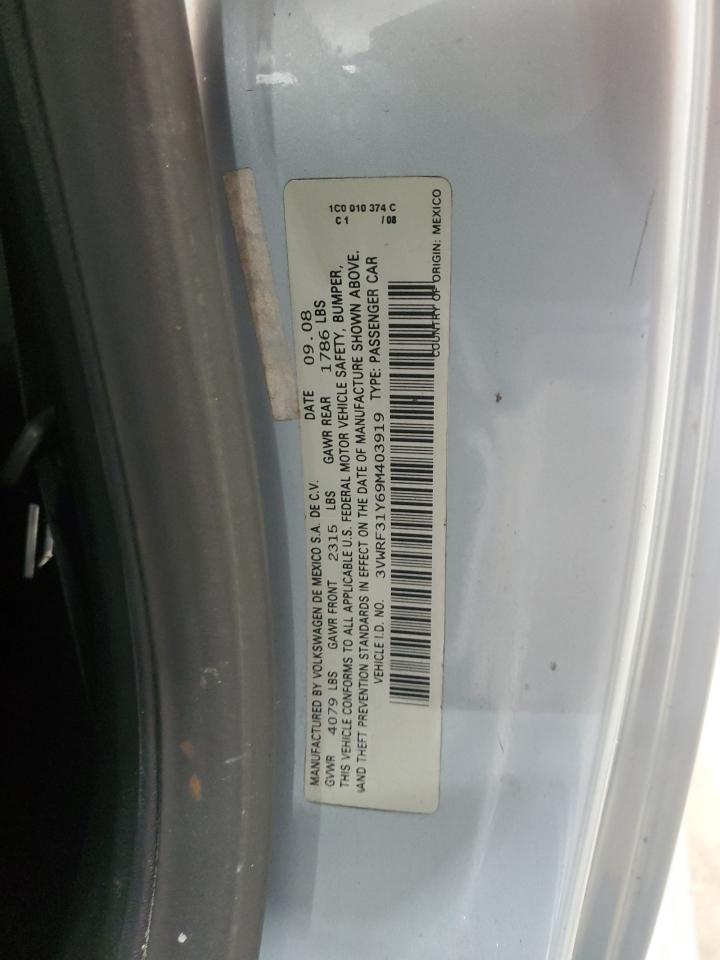 MANUFACTURED BY VOLKSWAGEN DE MEXICO S.A. DE C.V. DATE 09.08
GVWR 4079 LBS GAWR FRONT 2315 LBS GAWR REAR 1786 LBS
THIS VEHICLE CONFORMS TO ALL APPLICABLE U.S. FEDERAL MOTOR VEHICLE SAFETY, BUMPER,
AND THEFT PREVENTION STANDARDS IN EFFECT ON THE DATE OF MANUFACTURE SHOWN ABOVE.
VEHICLE I.D. NO. 3VWRF31Y69M403919 TYPE: PASSENGER CAR
COUNTRY OF ORIGIN: MEXICO
1C0 010 374 C
C 1 / 08